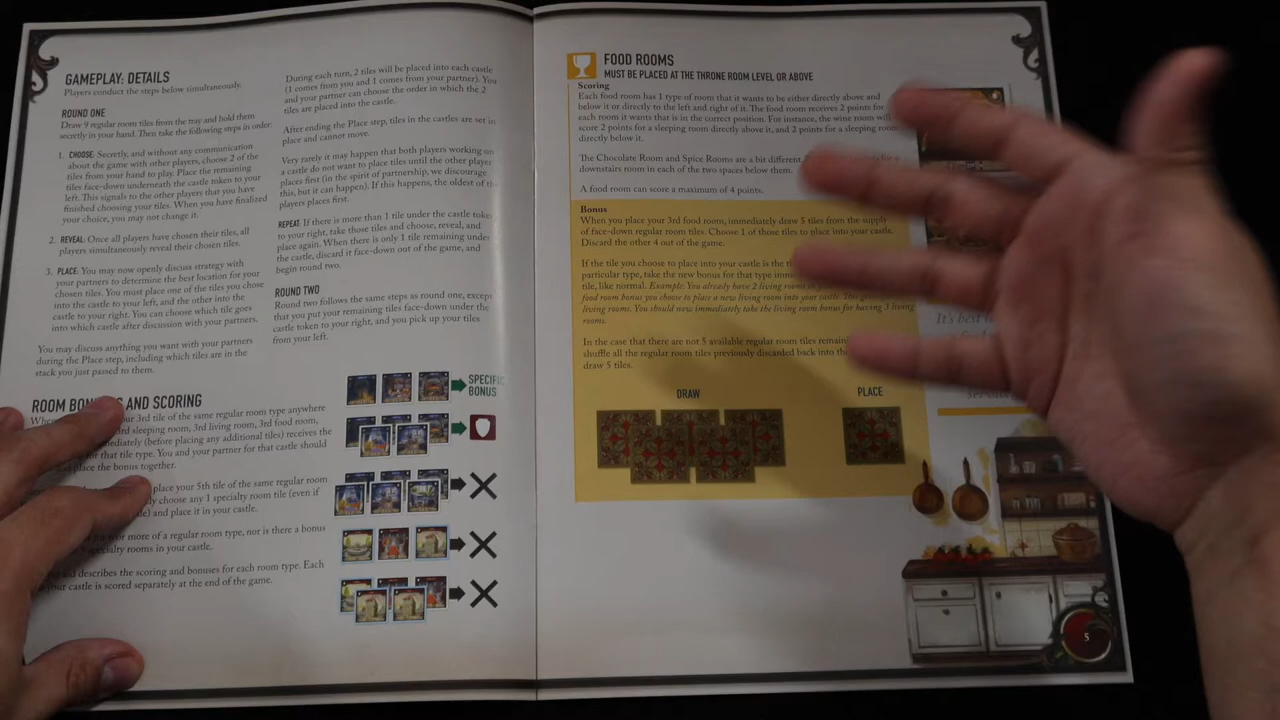 GAMEPLAY: DETAILS
Players conduct the steps below simultaneously.
ROUND ONE
Draw 9 regular room tiles from the tray and hold them
secretly in your hand. Then take the following steps in order:
1. CHOOSE: Secretly, and without any communication
about the game with other players, choose 2 of the
tiles from your hand to play. Place the remaining
tiles face-down underneath the castle token to your
left. This signals to the other players that you have
finished choosing your tiles. When you have finalized
your choice, you may not change it.
2. REVEAL: Once all players have chosen their tiles, all
players simultaneously reveal their chosen tiles.
3. PLACE: You may now openly discuss strategy with
your partners to determine the best location for your
chosen tiles. You must place one of the tiles you chose
into the castle to your left, and the other into the
castle to your right. You can choose which tile goes
into which castle after discussion with your partners.
You may discuss anything you want with your partners
during the Place step, including which tiles are in the
stack you just passed to them.
During each turn, 2 tiles will be placed into each castle
(1 comes from you and 1 comes from your partner). You
and your partner can choose the order in which the 2
tiles are placed into the castle.
After ending the Place step, tiles in the castles are set in
place and cannot move.
Very rarely it may happen that both players working on
a castle do not want to place tiles until the other player
places first (in the spirit of partnership, we discourage
this, but it can happen). If this happens, the oldest of
players places first.
REPEAT: If there is more than 1 tile under the castle token
to your right, take those tiles and choose, reveal, and
place again. When there is only 1 tile remaining under
the castle, discard it face-down out of the game, and
begin round two.
ROUND TWO
Round two follows the same steps as round one, except
that you put your remaining tiles face-down under the
castle token to your right, and you pick up your tiles
from your left.
ROOM AND SCORING
your 3rd tile of the same regular room type anywhere
3rd sleeping room, 3rd living room, 3rd food room,
(before placing any additional tiles) receives the
for that tile type. You and your partner for that castle should
place the bonus together.
place your 5th tile of the same regular room
choose any 1 specialty room tile (even if
and place it in your castle.
or more of a regular room type, nor is there a bonus
specialty rooms in your castle.
describes the scoring and bonuses for each room type. Each
your castle is scored separately at the end of the game.
SPECIFIC
BONUS
FOOD ROOMS
MUST BE PLACED AT THE THRONE ROOM LEVEL OR ABOVE
Scoring
Each food room has 1 type of room that it wants to be either directly above and
below it or directly to the left and right of it. The food room receives 2 points for
each room it wants that is in the correct position. For instance, the wine room will
score 2 points for a sleeping room directly above it, and 2 points for a sleeping room
directly below it.
The Chocolate Room and Spice Rooms are a bit different.
downstairs room in each of the two spaces below them.
A food room can score a maximum of 4 points.
Bonus
When you place your 3rd food room, immediately draw 5 tiles from the supply
of face-down regular room tiles. Choose 1 of those tiles to place into your castle.
Discard the other 4 out of the game.
If the tile you choose to place into your castle is the
particular type, take the new bonus for that type
tile, like normal. Example: You already have 2 living rooms
food room bonus you choose to place a new living room into your castle.
living rooms. You should now immediately take the living room bonus for having 3 living
rooms.
In the case that there are not 5 available regular room tiles
shuffle all the regular room tiles previously discarded back into
draw 5 tiles.
DRAW
PLACE
It's best
5